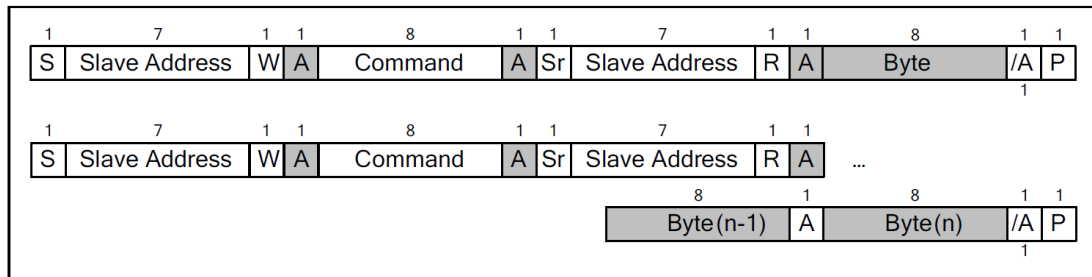 1 7 1 1 8 1 1 7 1 1 8 1 1
S Slave Address W A Command A Sr Slave Address R A Byte /A P
1
1 7 1 1 8 1 1 7 1 1
S Slave Address W A Command A Sr Slave Address R A ...
8 1 8 1 1
Byte(n-1) A Byte(n) /A P
1